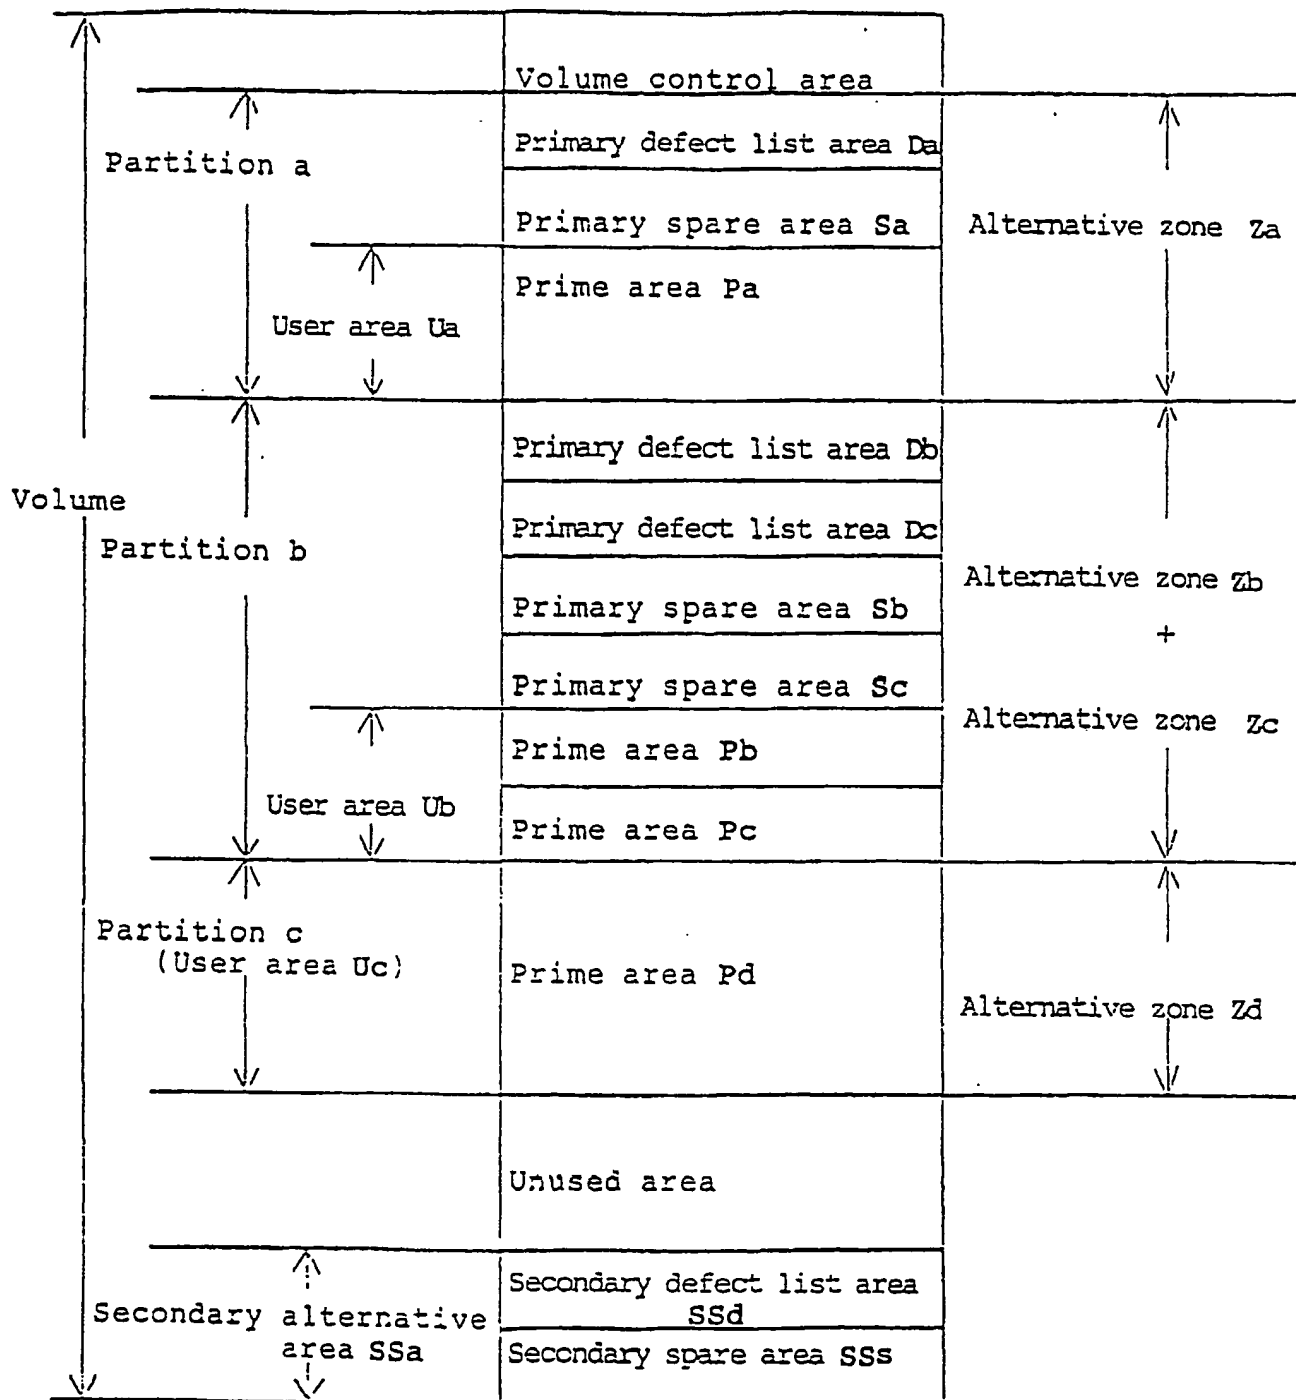 Volume control area
Primary defect list area Da
Partition a
Primary spare area Sa
Alternative zone Za
Prime area Pa
User area Ua
Primary defect list area Db
Volume
Primary defect list area Dc
Partition b
Alternative zone Zb
Primary spare area Sb
+
Primary spare area Sc
Alternative zone Zc
Prime area Pb
User area Ub
Prime area Pc
Partition c
(User area Uc)
Prime area Pd
Alternative zone Zd
Unused area
Secondary defect list area
SSd
Secondary alternative
area SSa
Secondary spare area SSs